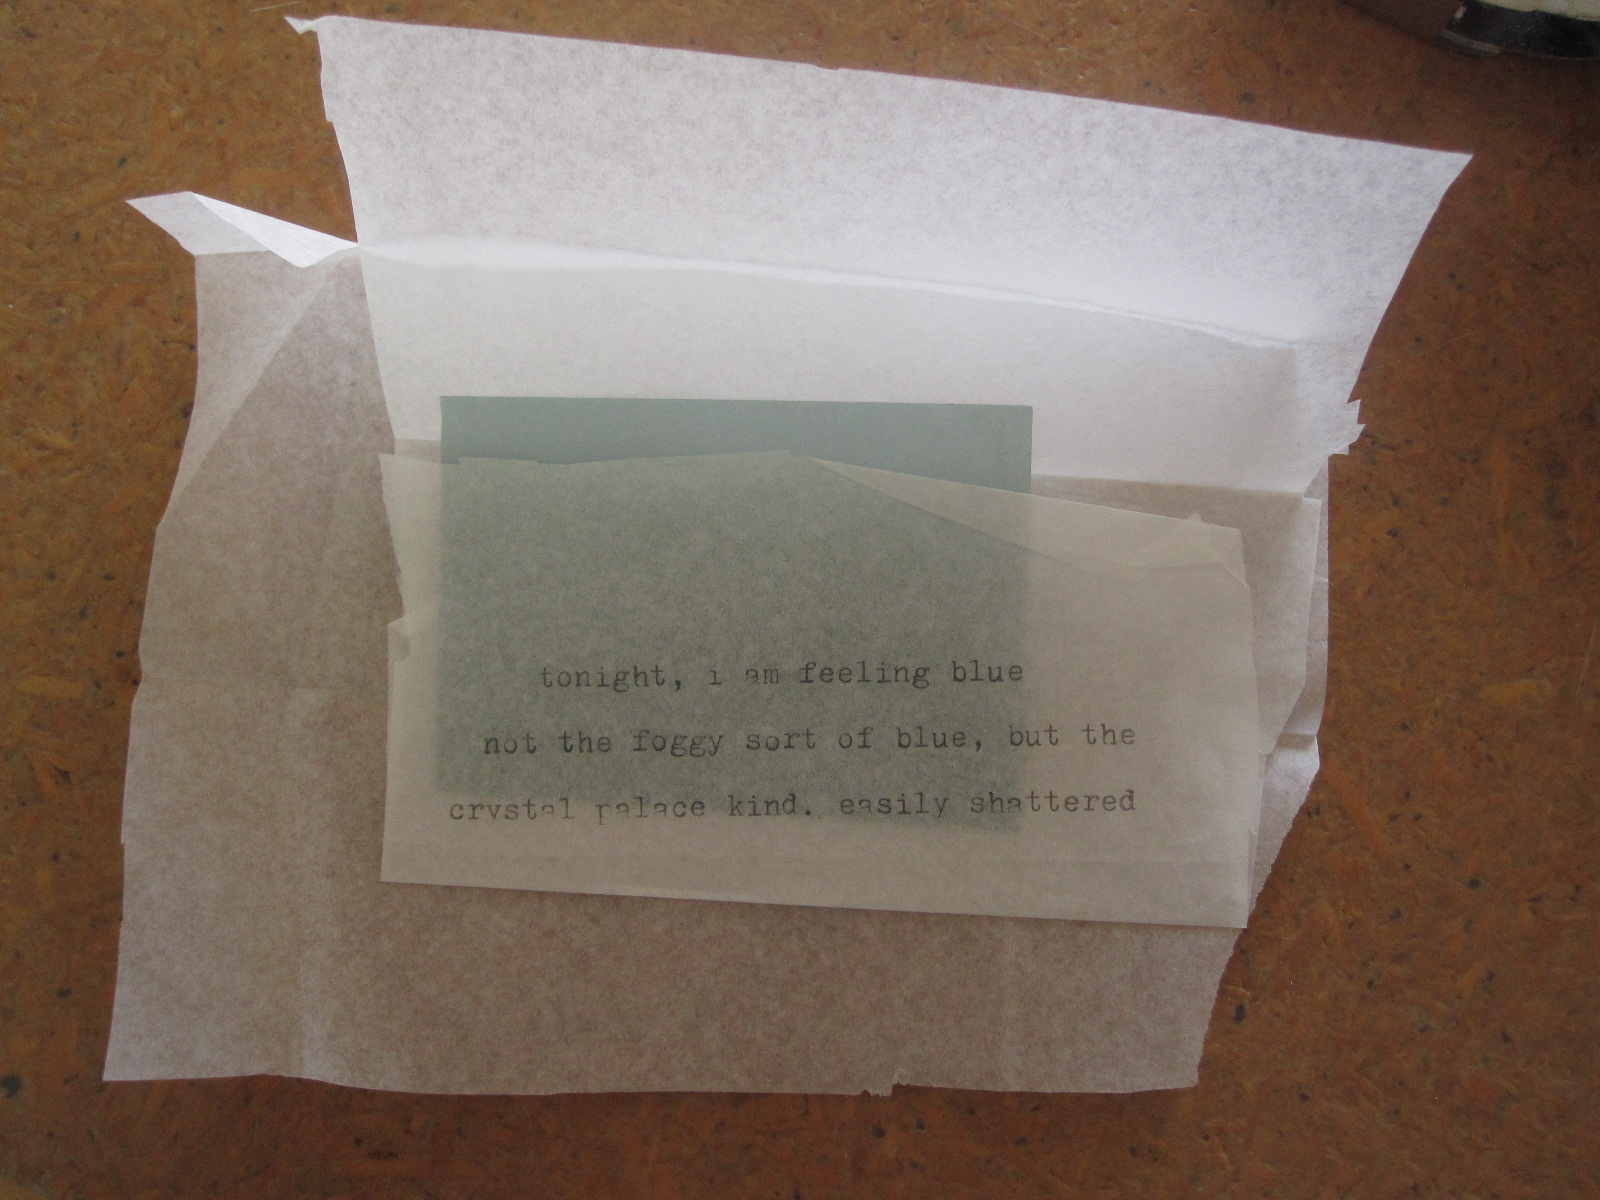 tonight, i am feeling blue
not the foggy sort of blue, but the
crystal palace kind. easily shattered